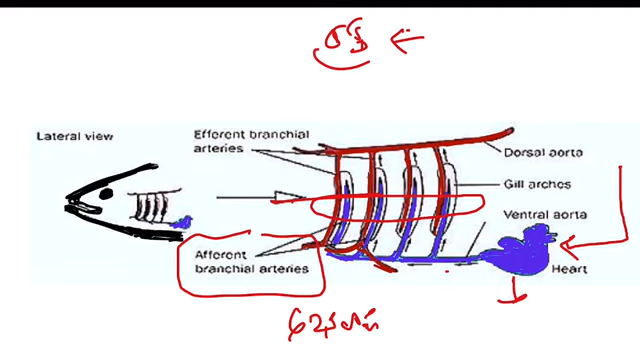 Lateral view
Efferent branchial
arteries
Dorsal aorta
Gill arches
Ventral aorta
Afferent
branchial arteries
Heart